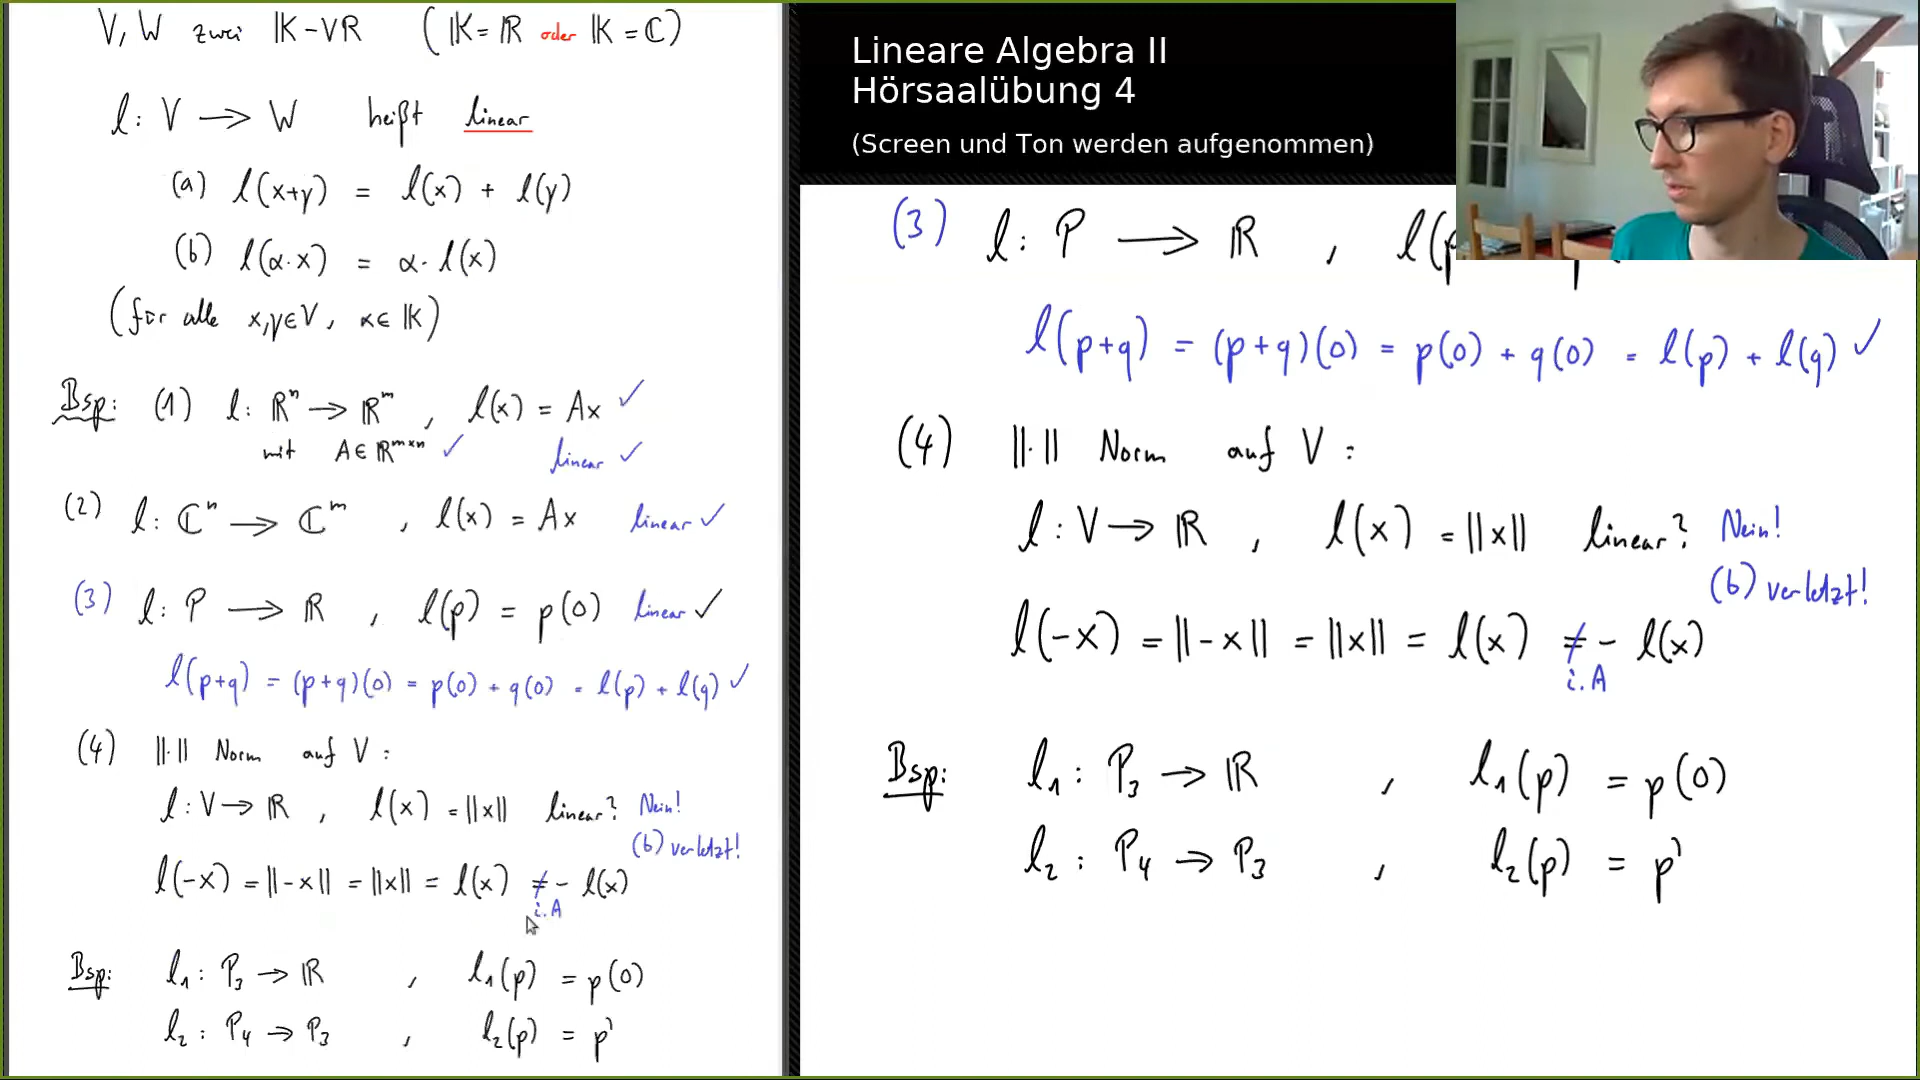 V, W zwei 𝕂-VR (𝕂 = ℝ oder 𝕂 = ℂ)
l: V → W heißt linear
(a) l(x+y) = l(x) + l(y)
(b) l(α·x) = α·l(x)
(für alle x,y∈V, α∈𝕂)
Bsp: (1) l: ℝⁿ → ℝᵐ, l(x) = Ax ✓
mit A∈ℝᵐˣⁿ ✓ linear ✓
(2) l: ℂⁿ → ℂᵐ, l(x) = Ax linear ✓
(3) l: P → ℝ, l(p) = p(0) linear ✓
l(p+q) = (p+q)(0) = p(0) + q(0) = l(p) + l(q) ✓
(4) ||·|| Norm auf V:
l: V → ℝ, l(x) = ||x|| linear? Nein!
(b) verletzt!
l(-x) = ||-x|| = ||x|| = l(x) ≠ - l(x)
i.A
Bsp: l₁: P₃ → ℝ, l₁(p) = p(0)
l₂: P₄ → P₃, l₂(p) = p'
Lineare Algebra II
Hörsaalübung 4
(Screen und Ton werden aufgenommen)
(3) l: P → ℝ, l(p
l(p+q) = (p+q)(0) = p(0) + q(0) = l(p) + l(q) ✓
(4) ||·|| Norm auf V:
l: V → ℝ, l(x) = ||x|| linear? Nein!
(b) verletzt!
l(-x) = ||-x|| = ||x|| = l(x) ≠ - l(x)
i.A
Bsp: l₁: P₃ → ℝ, l₁(p) = p(0)
l₂: P₄ → P₃, l₂(p) = p'